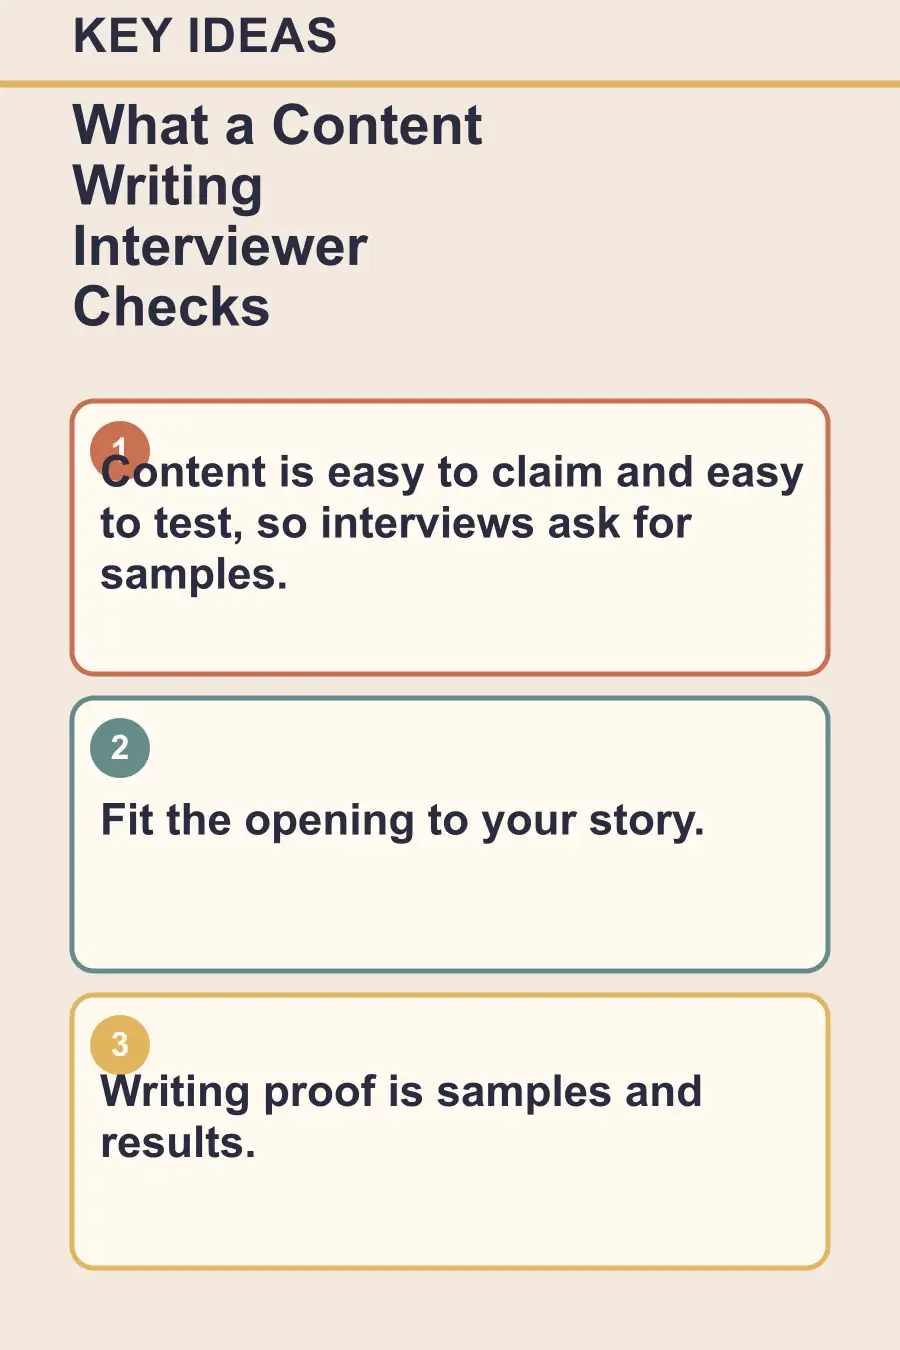 KEY IDEAS
What a Content
Writing
Interviewer
Checks
1
Content is easy to claim and easy
to test, so interviews ask for
samples.
2
Fit the opening to your story.
3
Writing proof is samples and
results.